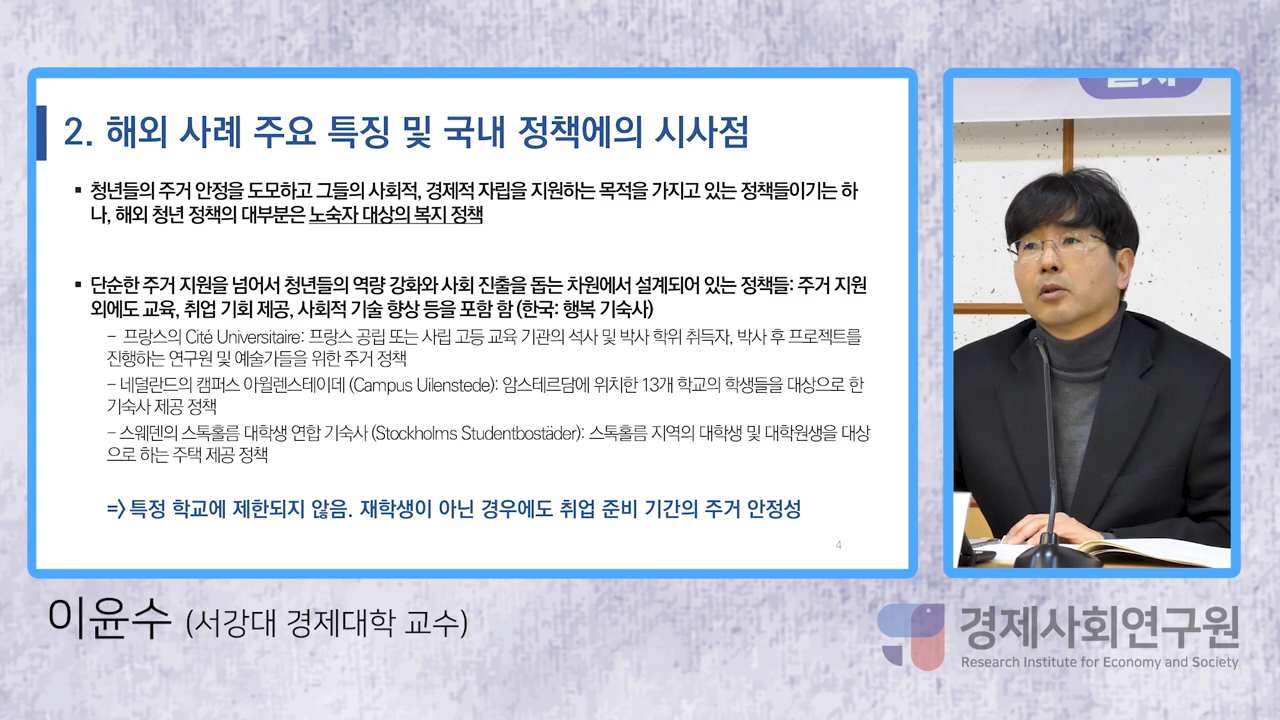 2. 해외 사례 주요 특징 및 국내 정책에의 시사점
▪ 청년들의 주거 안정을 도모하고 그들의 사회적, 경제적 자립을 지원하는 목적을 가지고 있는 정책들이기는 하
나, 해외 청년 정책의 대부분은 노숙자 대상의 복지 정책
▪ 단순한 주거 지원을 넘어서 청년들의 역량 강화와 사회 진출을 돕는 차원에서 설계되어 있는 정책들: 주거 지원
외에도 교육, 취업 기회 제공, 사회적 기술 향상 등을 포함 함 (한국: 행복 기숙사)
– 프랑스의 Cité Universitaire: 프랑스 공립 또는 사립 고등 교육 기관의 석사 및 박사 학위 취득자, 박사 후 프로젝트를
진행하는 연구원 및 예술가들을 위한 주거 정책
– 네덜란드의 캠퍼스 아윌렌스테이데 (Campus Uilenstede): 암스테르담에 위치한 13개 학교의 학생들을 대상으로 한
기숙사 제공 정책
– 스웨덴의 스톡홀름 대학생 연합 기숙사 (Stockholms Studentbostäder): 스톡홀름 지역의 대학생 및 대학원생을 대상
으로 하는 주택 제공 정책
=> 특정 학교에 제한되지 않음. 재학생이 아닌 경우에도 취업 준비 기간의 주거 안정성
4
이윤수 (서강대 경제대학 교수)
경제사회연구원
Research Institute for Economy and Society